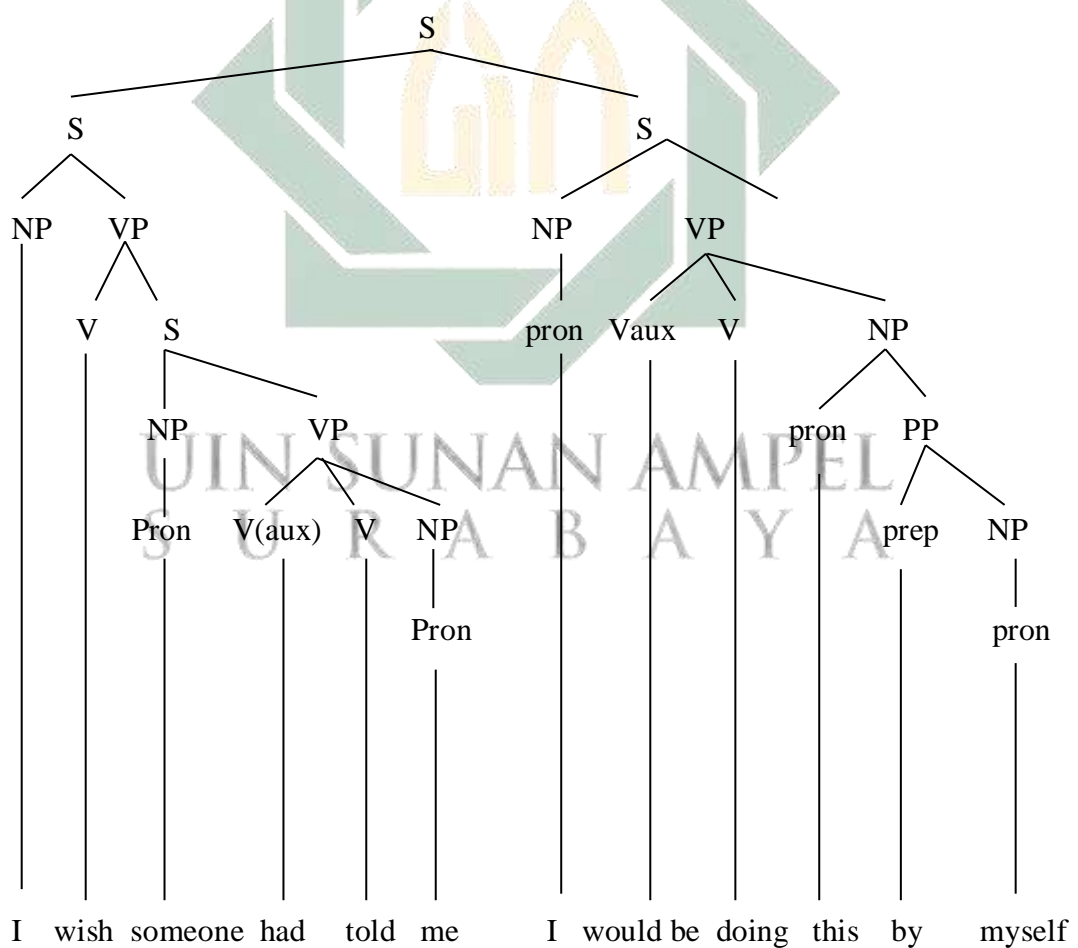 S
S S
NP VP NP VP
V S pron Vaux V NP
NP VP pron PP
UIN SUNAN AMPEL
Pron V(aux) V NP prep NP
S U R A B A Y A
Pron pron
I wish someone had told me I would be doing this by myself